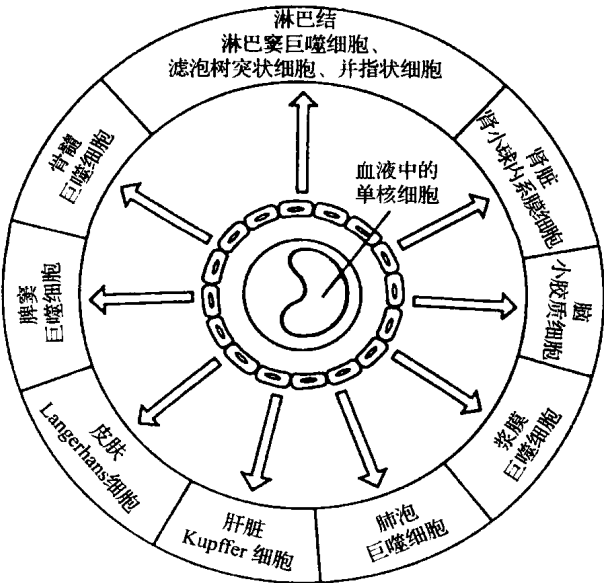 淋巴结
淋巴窦巨噬细胞、
滤泡树突状细胞、并指状细胞
肾脏
肾小球内系膜细胞
脑
小胶质细胞
浆膜
巨噬细胞
肺泡
巨噬细胞
肝脏
Kupffer 细胞
皮肤
Langerhans细胞
脾窦
巨噬细胞
骨髓
巨噬细胞
血液中的
单核细胞